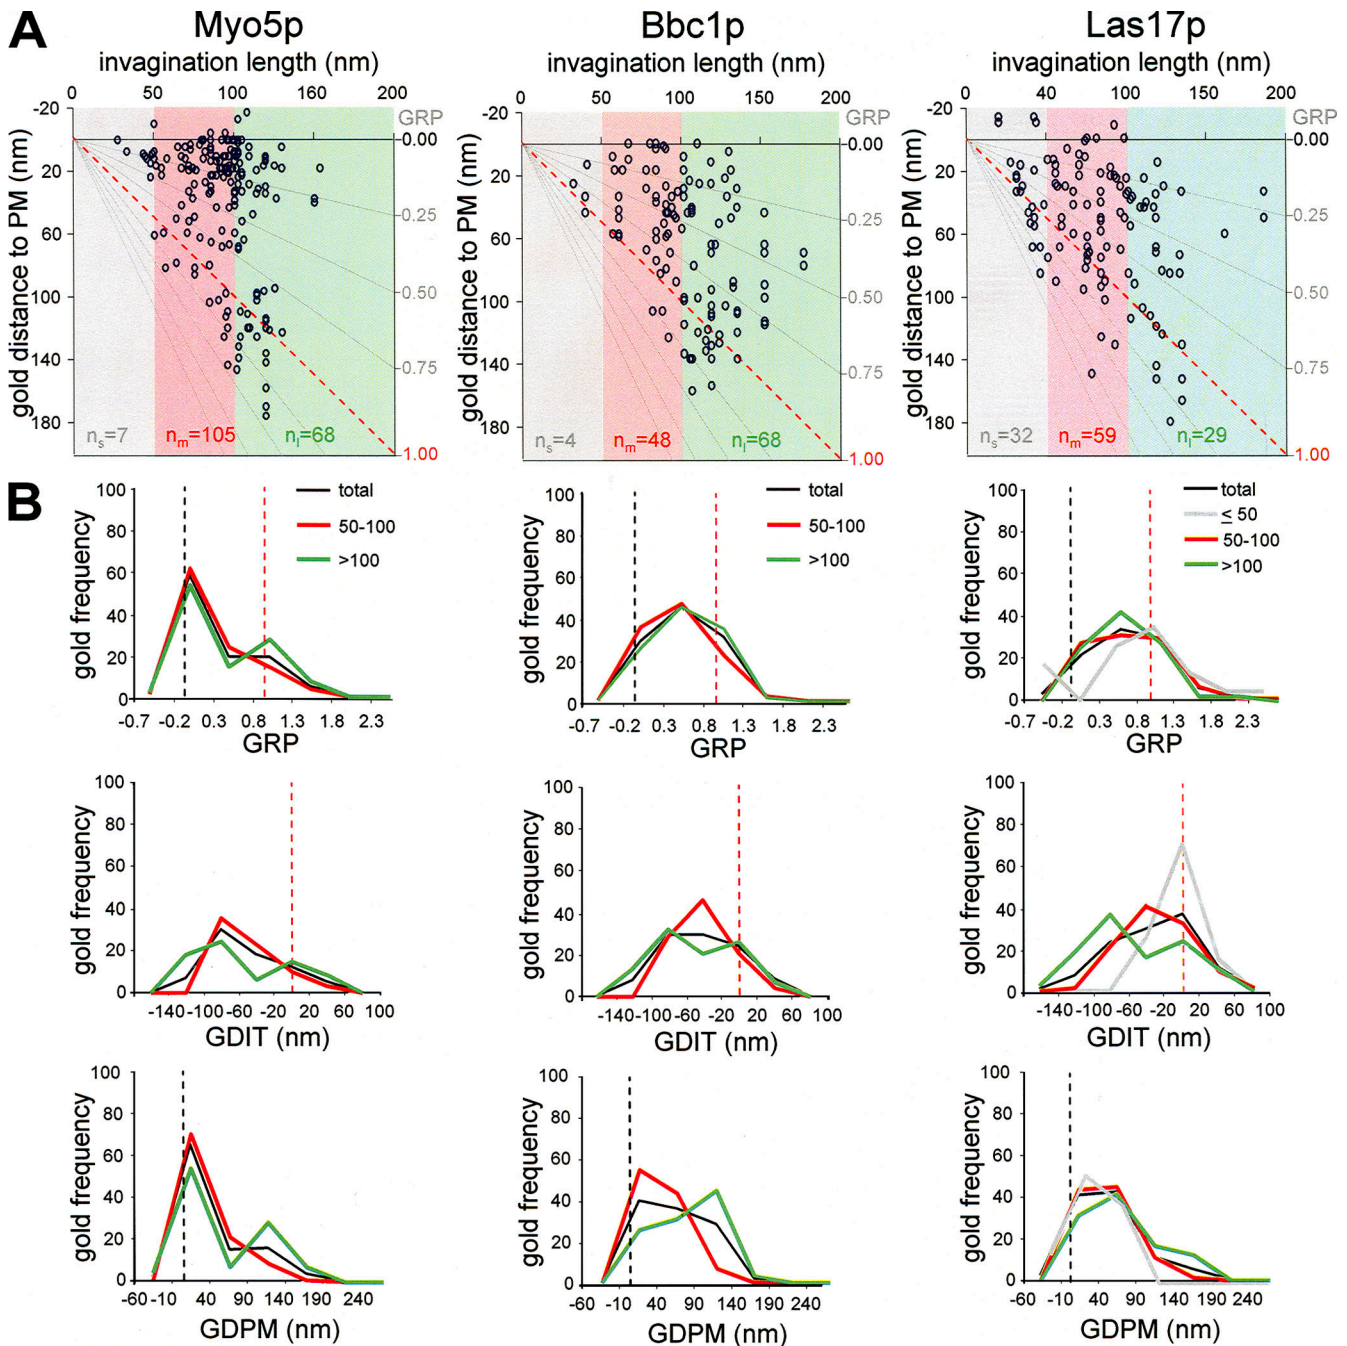 A
Myo5p
Bbc1p
Las17p
invagination length (nm)
invagination length (nm)
invagination length (nm)
0 50 100 160 200
0 50 100 150 200
0 40 100 150 200
gold distance to PM (nm)
-20
20
60
100
140
180
GRP
0.00
0.25
0.50
0.75
1.00
ns=7
nm=105
nl=68
gold distance to PM (nm)
-20
20
60
100
140
180
GRP
0.00
0.25
0.50
0.75
1.00
ns=4
nm=48
nl=68
gold distance to PM (nm)
-20
20
60
100
140
180
GRP
0.00
0.25
0.50
0.75
1.00
ns=32
nm=59
nl=29
B
gold frequency
100
80
60
40
20
0
total
50-100
>100
-0.7 -0.2 0.3 0.8 1.3 1.8 2.3
GRP
gold frequency
100
80
60
40
20
0
total
50-100
>100
-0.7 -0.2 0.3 0.8 1.3 1.8 2.3
GRP
gold frequency
100
80
60
40
20
0
total
≤ 50
50-100
>100
-0.7 0.3 0.8 1.3 1.8 2.3
GRP
gold frequency
100
80
60
40
20
0
-140 -100 -60 -20 20 60 100
GDIT (nm)
gold frequency
100
80
60
40
20
0
-140 -100 -60 -20 20 60 100
GDIT (nm)
gold frequency
100
80
60
40
20
0
-140 -100 -60 -20 20 60 100
GDIT (nm)
gold frequency
100
80
60
40
20
0
-60 -10 40 90 140 190 240
GDPM (nm)
gold frequency
100
80
60
40
20
0
-60 -10 40 90 140 190 240
GDPM (nm)
gold frequency
100
80
60
40
20
0
-60 -10 40 90 140 190 240
GDPM (nm)